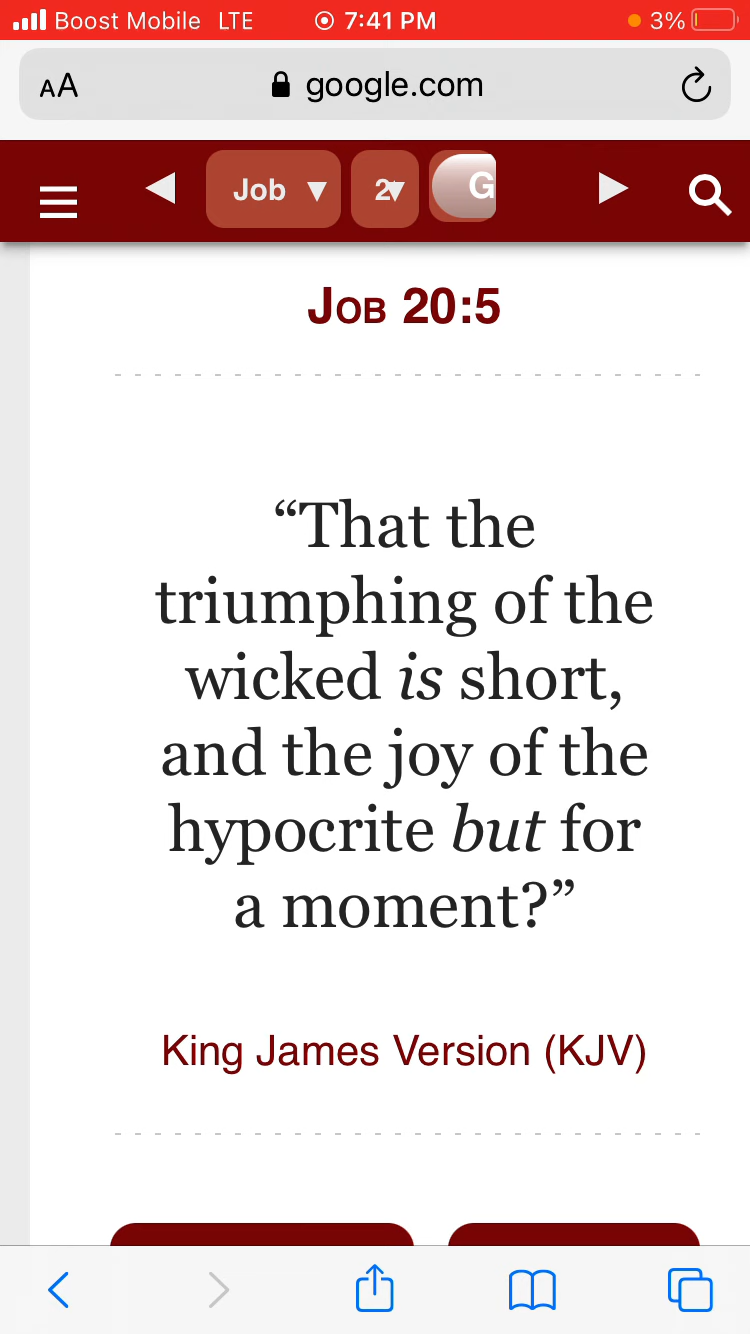 Boost Mobile LTE 7:41 PM 3%
AA google.com
Job ▼ 2▼ G
JOB 20:5
“That the
triumphing of the
wicked is short,
and the joy of the
hypocrite but for
a moment?”
King James Version (KJV)